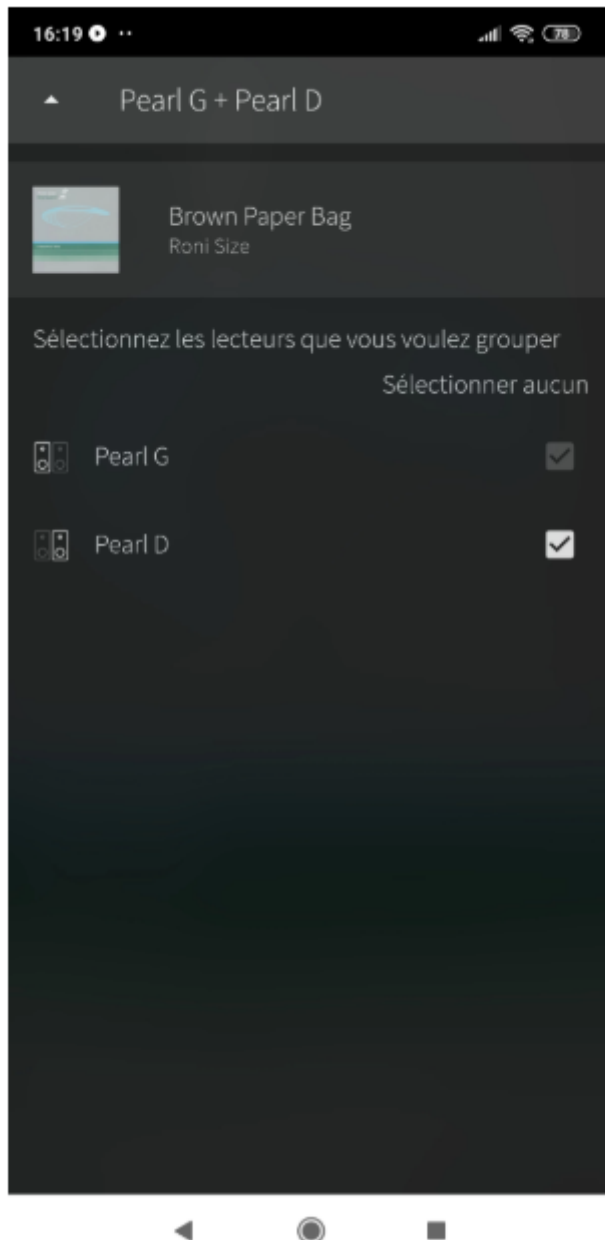 16:19
78
Pearl G + Pearl D
Brown Paper Bag
Roni Size
Sélectionnez les lecteurs que vous voulez grouper
Sélectionner aucun
Pearl G
Pearl D